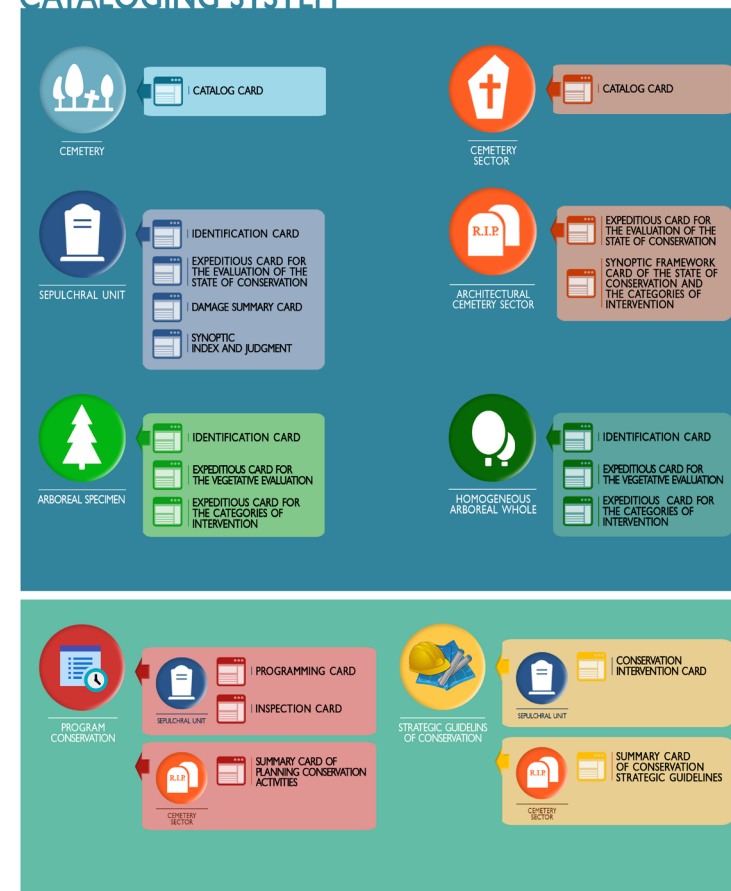 CATALOGING SYSTEM
CEMETERY
CATALOG CARD
CEMETERY
SECTOR
CATALOG CARD
SEPULCHRAL UNIT
IDENTIFICATION CARD
EXPEDITIOUS CARD FOR
THE EVALUATION OF THE
STATE OF CONSERVATION
DAMAGE SUMMARY CARD
SYNOPTIC
INDEX AND JUDGMENT
R.I.P.
ARCHITECTURAL
CEMETERY SECTOR
EXPEDITIOUS CARD FOR
THE EVALUATION OF THE
STATE OF CONSERVATION
SYNOPTIC FRAMEWORK
CARD OF THE STATE OF
CONSERVATION AND
THE CATEGORIES OF
INTERVENTION
ARBOREAL SPECIMEN
IDENTIFICATION CARD
EXPEDITIOUS CARD FOR
THE VEGETATIVE EVALUATION
EXPEDITIOUS CARD FOR
THE CATEGORIES OF
INTERVENTION
HOMOGENEOUS
ARBOREAL WHOLE
IDENTIFICATION CARD
EXPEDITIOUS CARD FOR
THE VEGETATIVE EVALUATION
EXPEDITIOUS CARD FOR
THE CATEGORIES OF
INTERVENTION
PROGRAM
CONSERVATION
SEPULCHRAL UNIT
PROGRAMMING CARD
INSPECTION CARD
R.I.P.
CEMETERY
SECTOR
SUMMARY CARD OF
PLANNING CONSERVATION
ACTIVITIES
STRATEGIC GUIDELINS
OF CONSERVATION
SEPULCHRAL UNIT
CONSERVATION
INTERVENTION CARD
R.I.P.
CEMETERY
SECTOR
SUMMARY CARD
OF CONSERVATION
STRATEGIC GUIDELINES